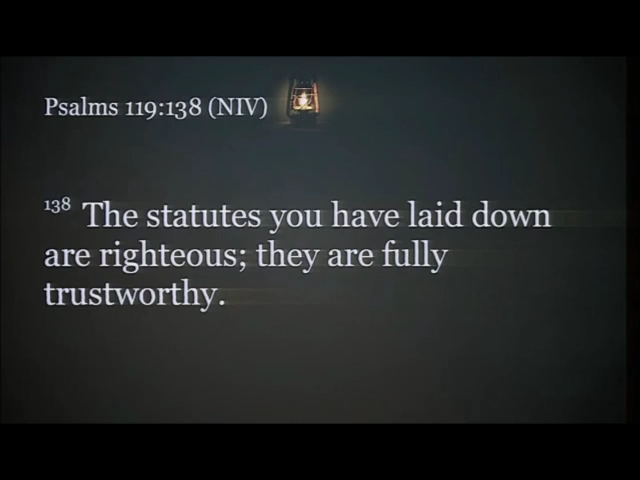 Psalms 119:138 (NIV)
138 The statutes you have laid down
are righteous; they are fully
trustworthy.